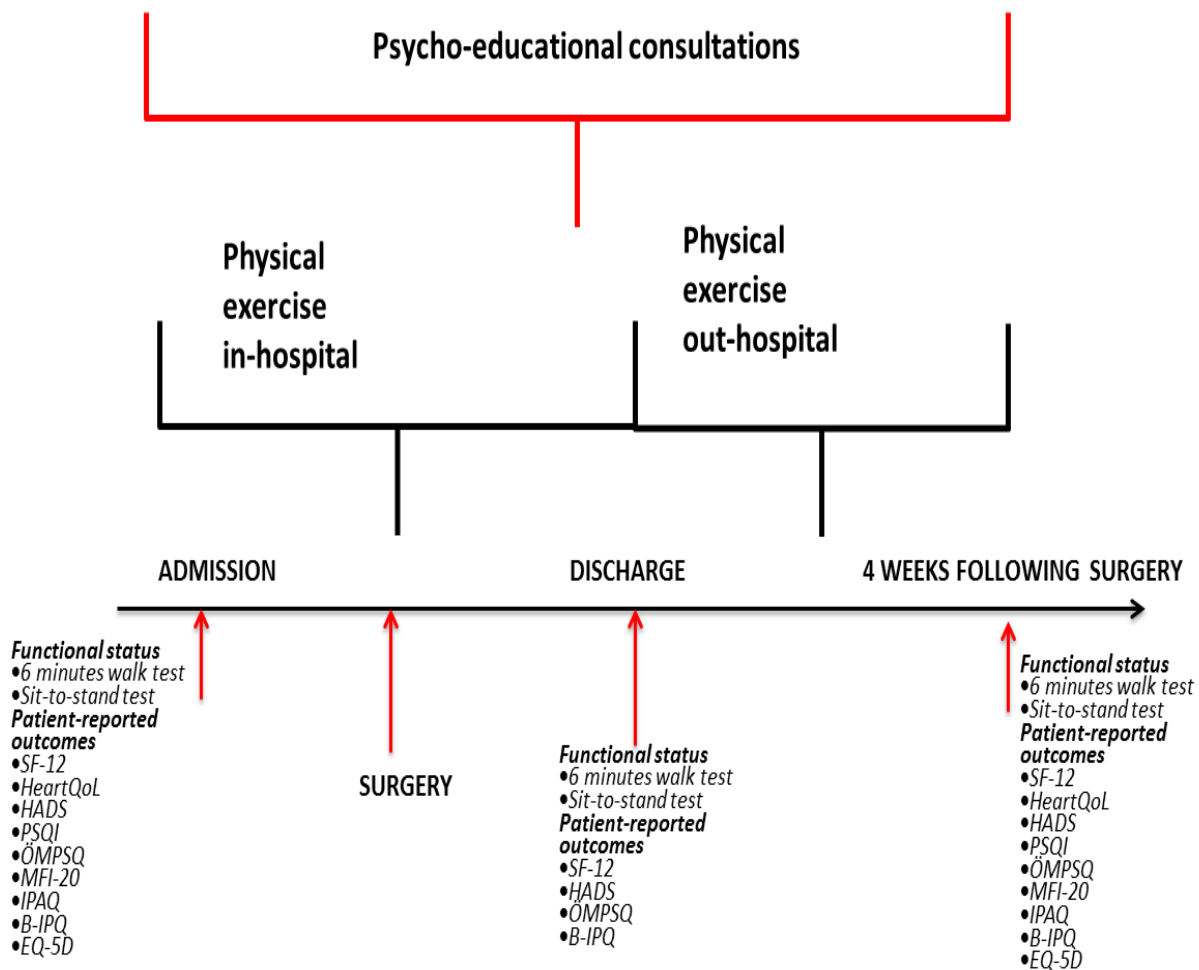 Psycho-educational consultations
Physical
exercise
in-hospital
Physical
exercise
out-hospital
ADMISSION
DISCHARGE
4 WEEKS FOLLOWING SURGERY
Functional status
•6 minutes walk test
•Sit-to-stand test
Patient-reported
outcomes
•SF-12
•HeartQoL
•HADS
•PSQI
•ÖMPSQ
•MFI-20
•IPAQ
•B-IPQ
•EQ-5D
SURGERY
Functional status
•6 minutes walk test
•Sit-to-stand test
Patient-reported
outcomes
•SF-12
•HADS
•ÖMPSQ
•B-IPQ
Functional status
•6 minutes walk test
•Sit-to-stand test
Patient-reported
outcomes
•SF-12
•HeartQoL
•HADS
•PSQI
•ÖMPSQ
•MFI-20
•IPAQ
•B-IPQ
•EQ-5D